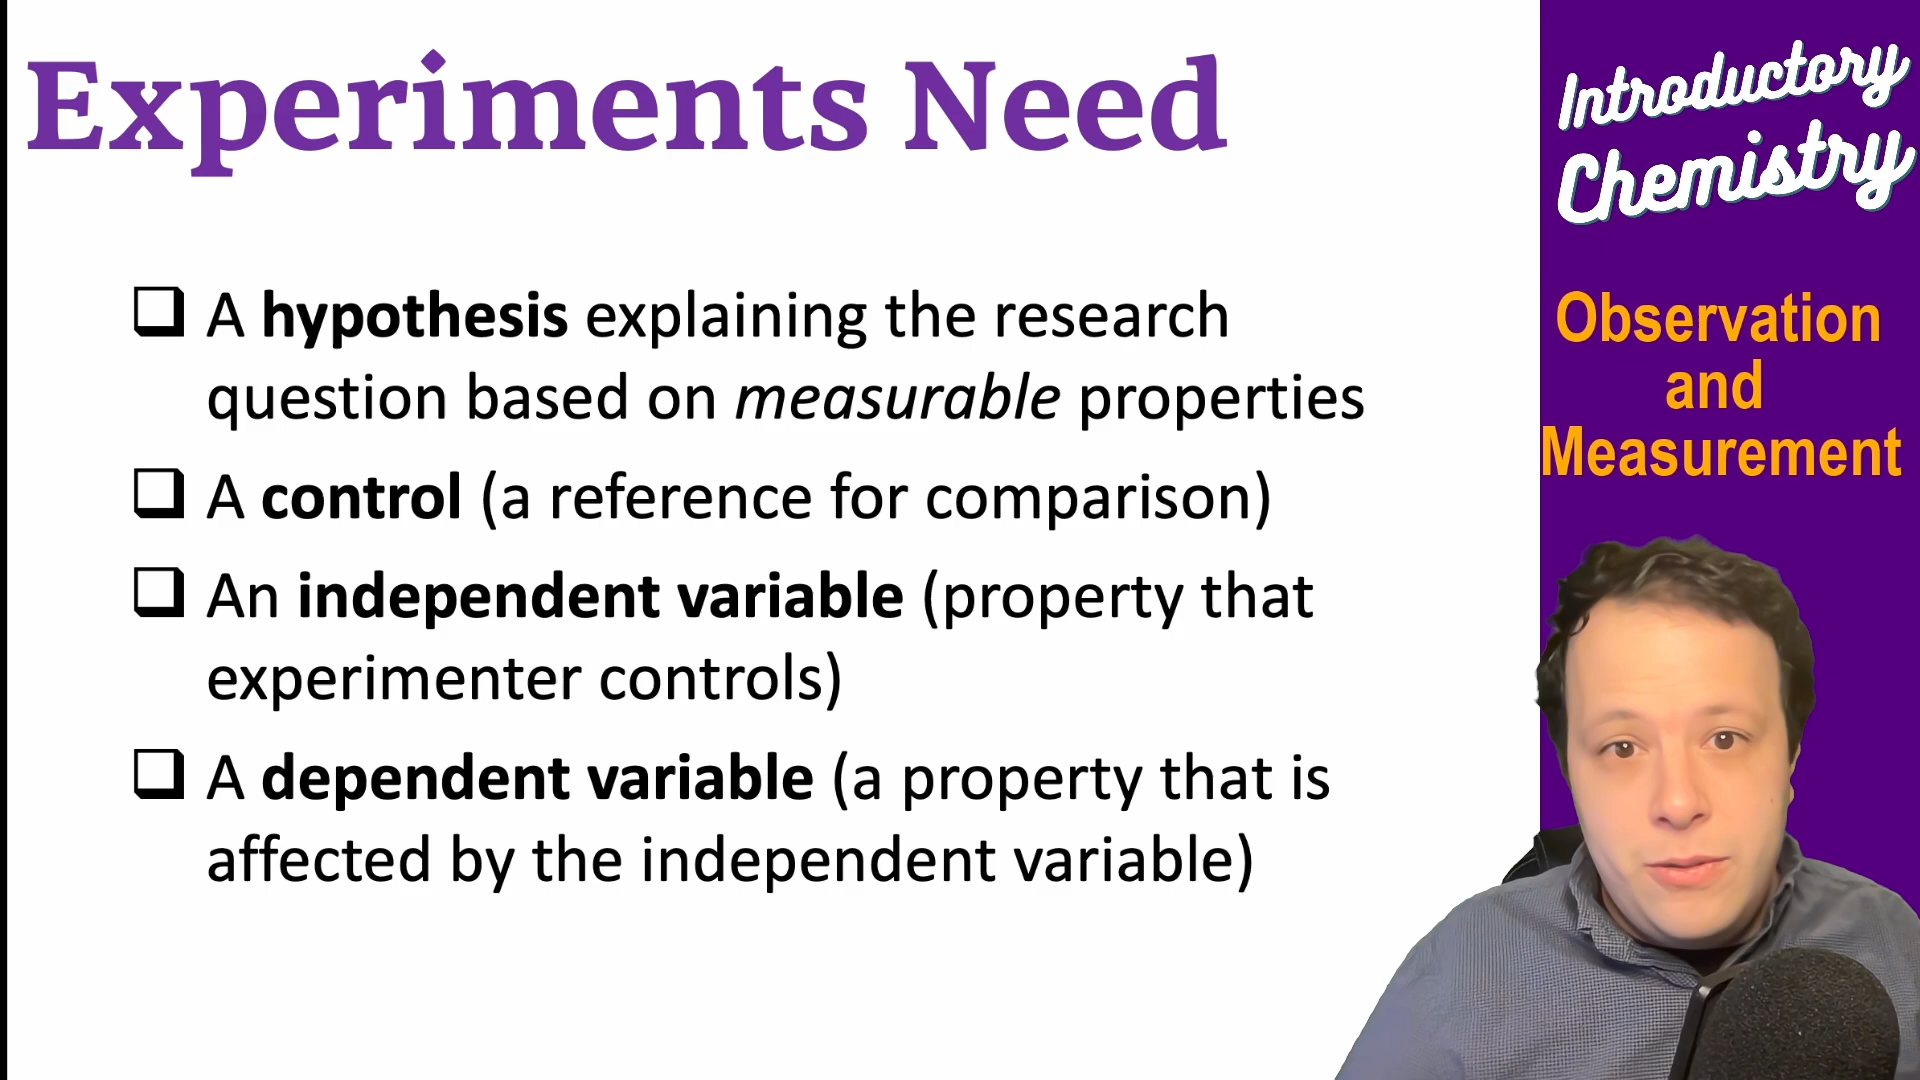 Experiments Need
A hypothesis explaining the research
question based on measurable properties
A control (a reference for comparison)
An independent variable (property that
experimenter controls)
A dependent variable (a property that is
affected by the independent variable)
Introductory
Chemistry
Observation
and
Measurement